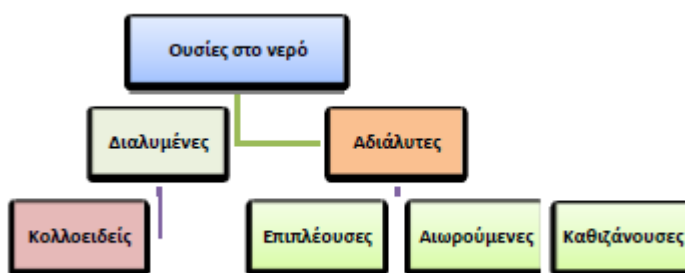 Ουσίες στο νερό
Διαλυμένες
Αδιάλυτες
Κολλοειδείς
Επιπλέουσες
Αιωρούμενες
Καθιζάνουσες